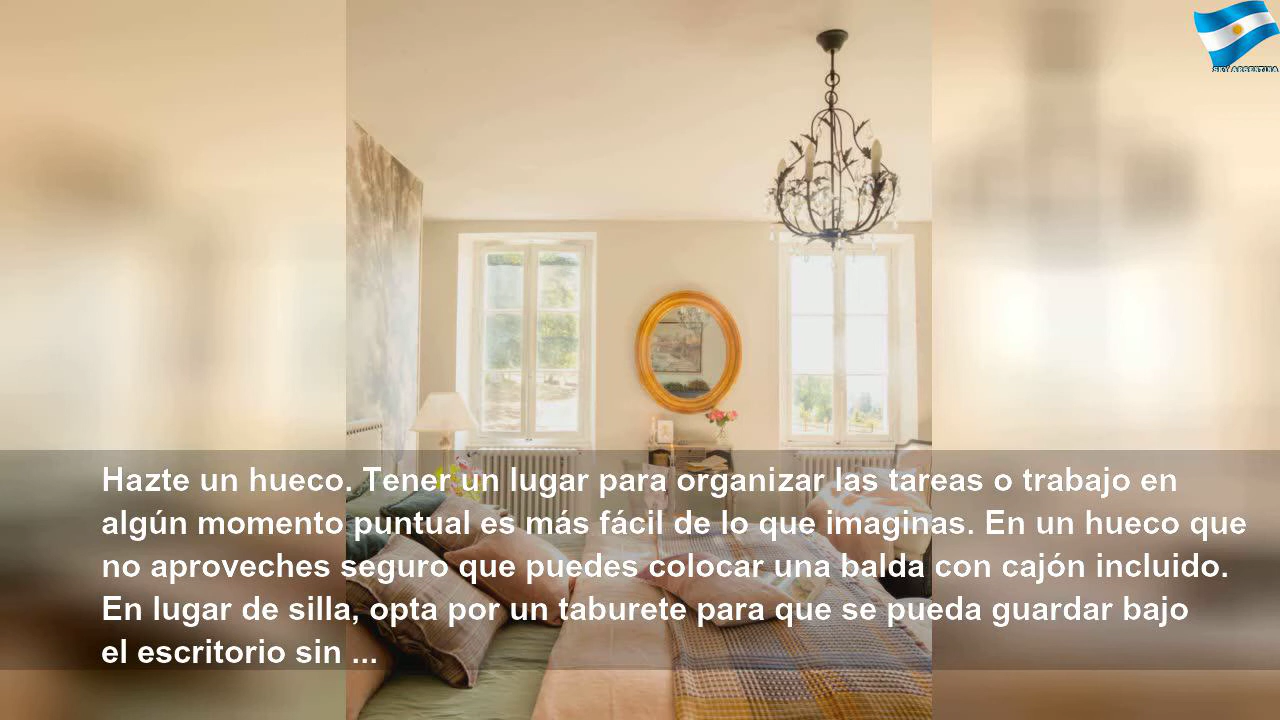 SKY ARGENTINA
Hazte un hueco. Tener un lugar para organizar las tareas o trabajo en
algún momento puntual es más fácil de lo que imaginas. En un hueco que
no aproveches seguro que puedes colocar una balda con cajón incluido.
En lugar de silla, opta por un taburete para que se pueda guardar bajo
el escritorio sin ...